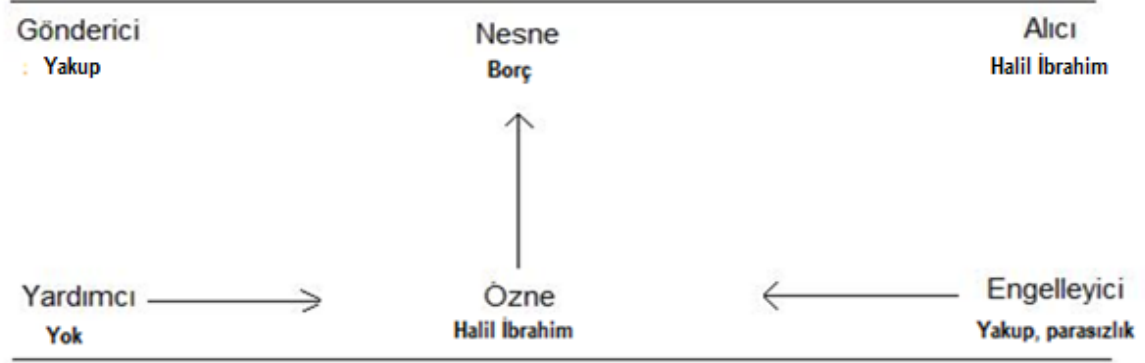 Gönderici Nesne Alıcı
: Yakup Borç Halil İbrahim
Yardımcı Özne Engelleyici
Yok Halil İbrahim Yakup, parasızlık